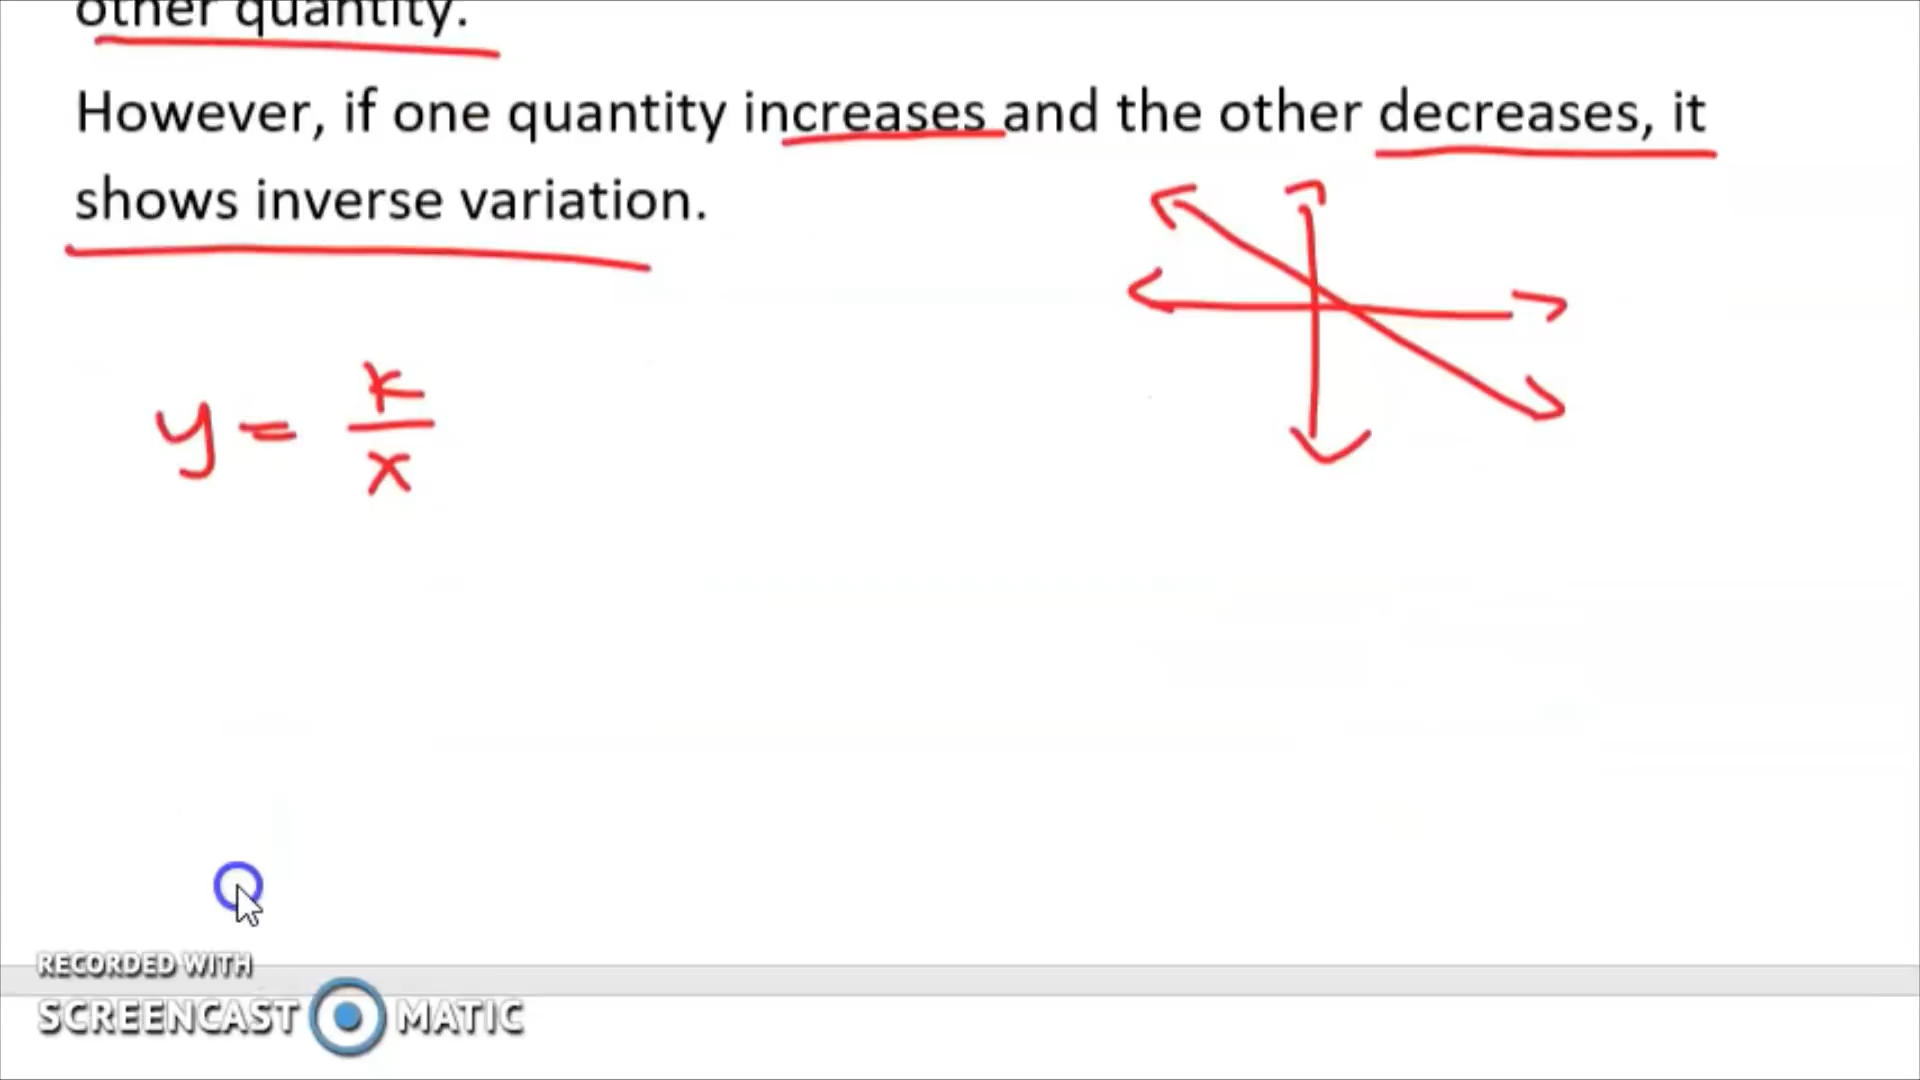 other quantity.
However, if one quantity increases and the other decreases, it
shows inverse variation.
y = k/x
RECORDED WITH
SCREENCAST MATIC